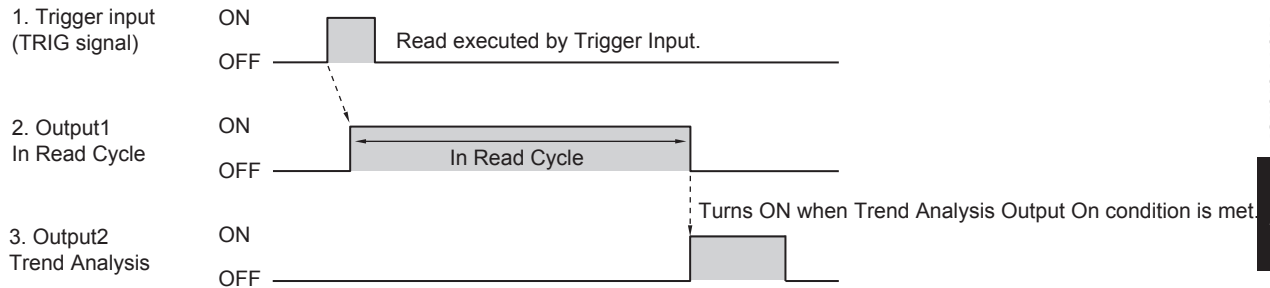 1. Trigger input
(TRIG signal)
ON
OFF
Read executed by Trigger Input.
2. Output1
In Read Cycle
ON
OFF
In Read Cycle
Turns ON when Trend Analysis Output On condition is met.
3. Output2
Trend Analysis
ON
OFF